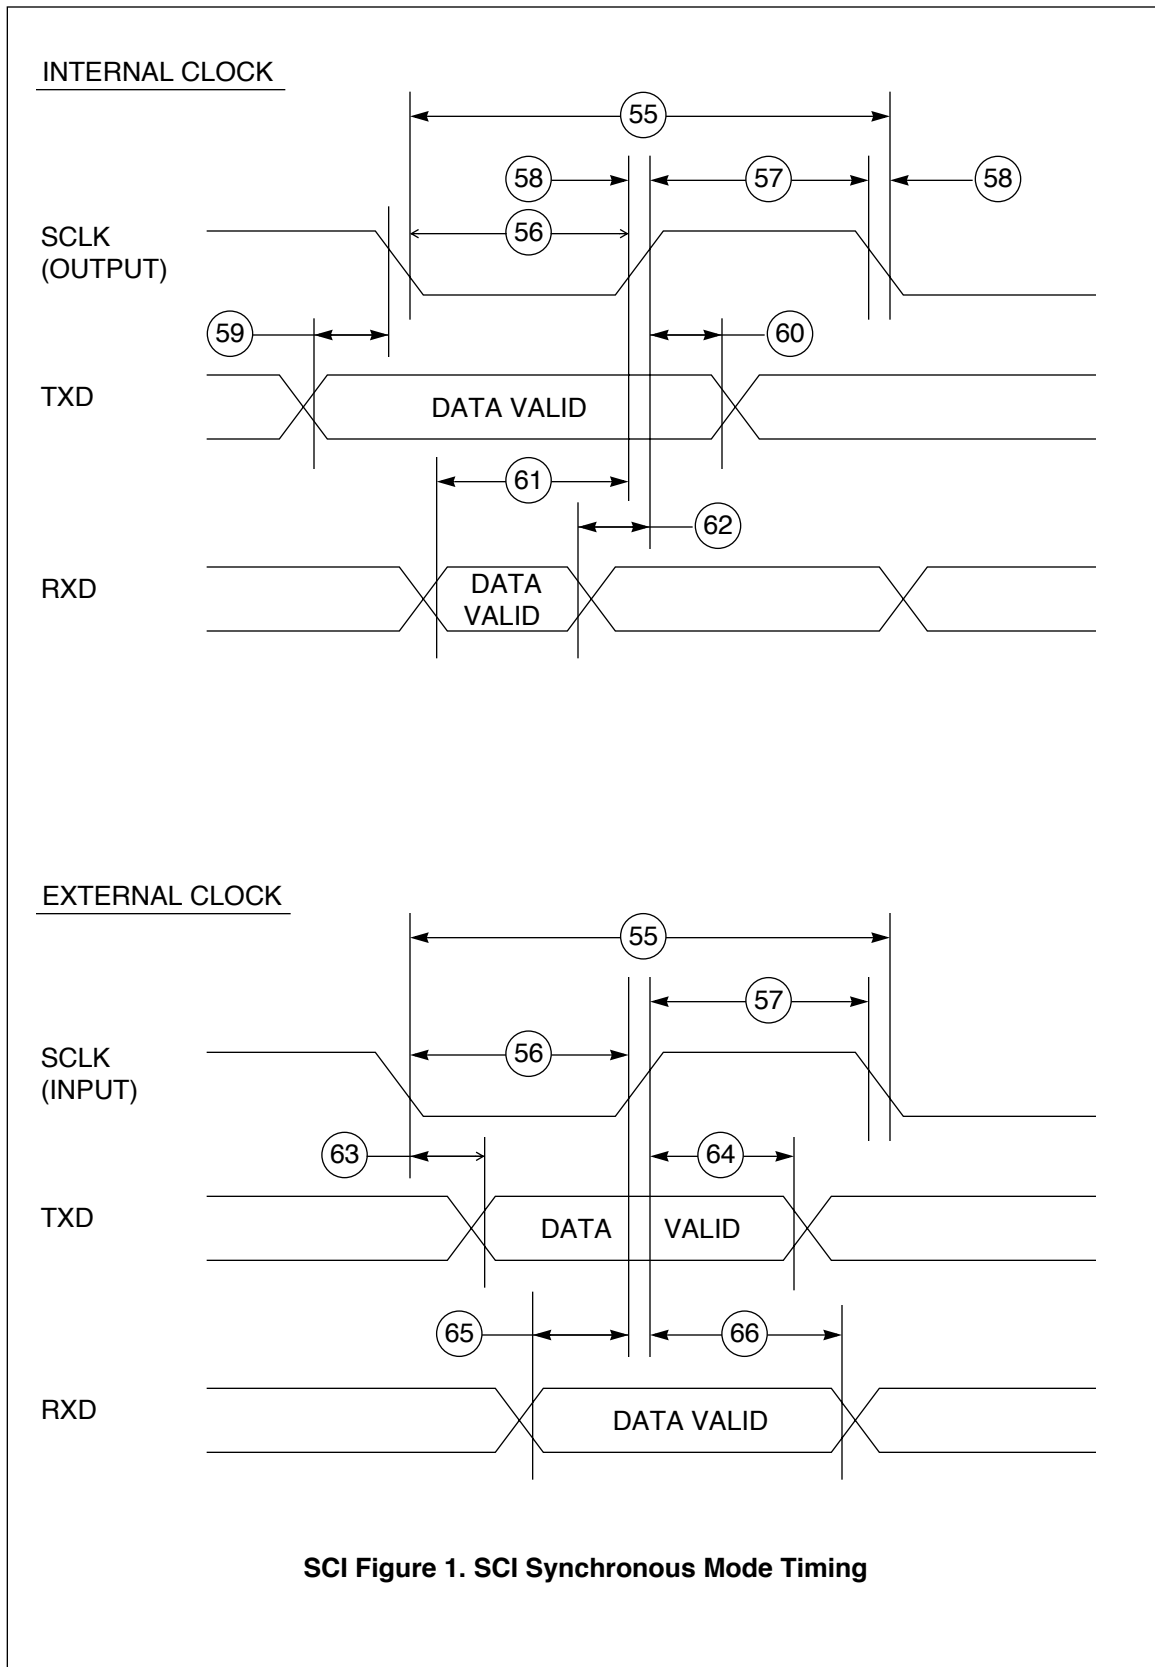 INTERNAL CLOCK
55
58
57
58
SCLK
(OUTPUT)
56
59
60
TXD
DATA VALID
61
62
RXD
DATA
VALID
EXTERNAL CLOCK
55
57
SCLK
(INPUT)
56
63
64
TXD
DATA VALID
65
66
RXD
DATA VALID
SCI Figure 1. SCI Synchronous Mode Timing